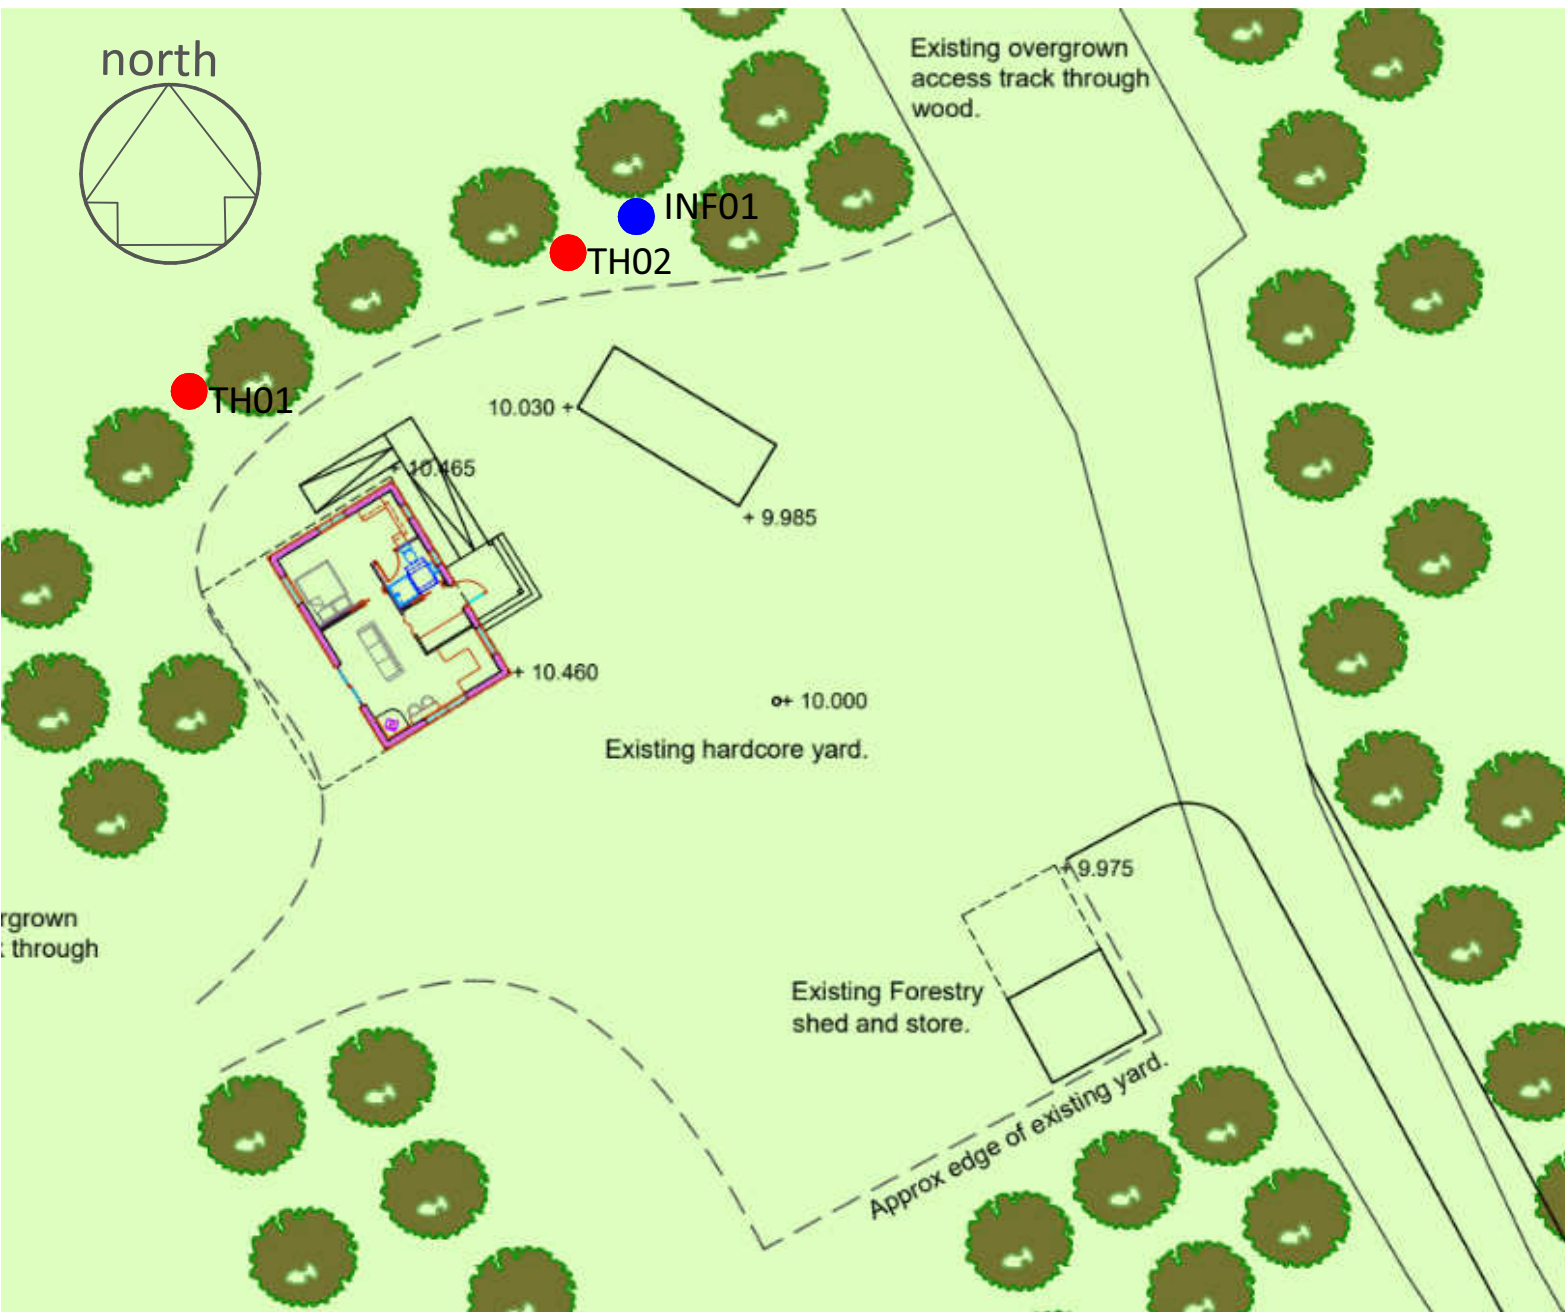 north
Existing overgrown
access track through
wood.
INF01
TH02
TH01
10.030 +
+ 10.465
+ 9.985
+ 10.460
+ 10.000
Existing hardcore yard.
+ 9.975
rgrown
through
Existing Forestry
shed and store.
Approx edge of existing yard.